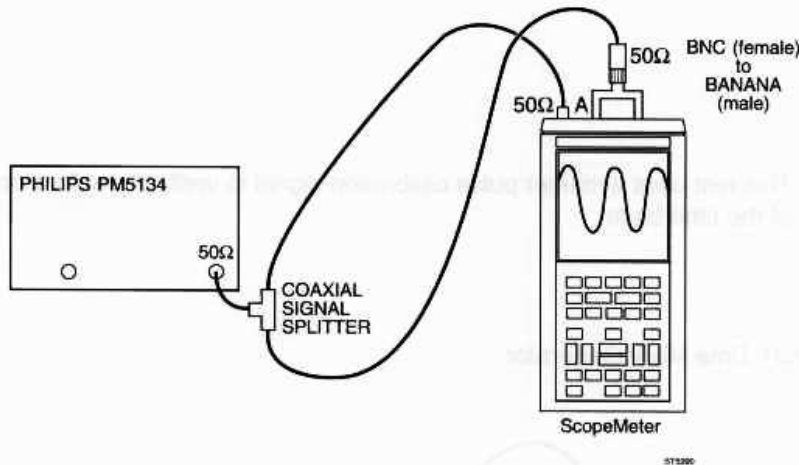 50Ω
BNC (female)
to
BANANA
(male)
50Ω
A
PHILIPS PM5134
50Ω
COAXIAL
SIGNAL
SPLITTER
ScopeMeter